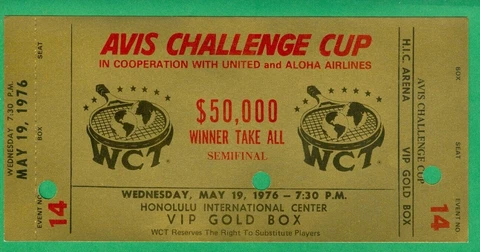 WEDNESDAY 7:30 P.M.
MAY 19, 1976
SEAT
BOX
EVENT NO.
14
AVIS CHALLENGE CUP
IN COOPERATION WITH UNITED and ALOHA AIRLINES
WCT
$50,000
WINNER TAKE ALL
SEMIFINAL
WCT
WEDNESDAY, MAY 19, 1976 – 7:30 P.M.
HONOLULU INTERNATIONAL CENTER
VIP GOLD BOX
WCT Reserves The Right To Substitute Players
BOX
SEAT
AVIS CHALLENGE CUP
H.I.C. ARENA
VIP GOLD BOX
EVENT NO.
14